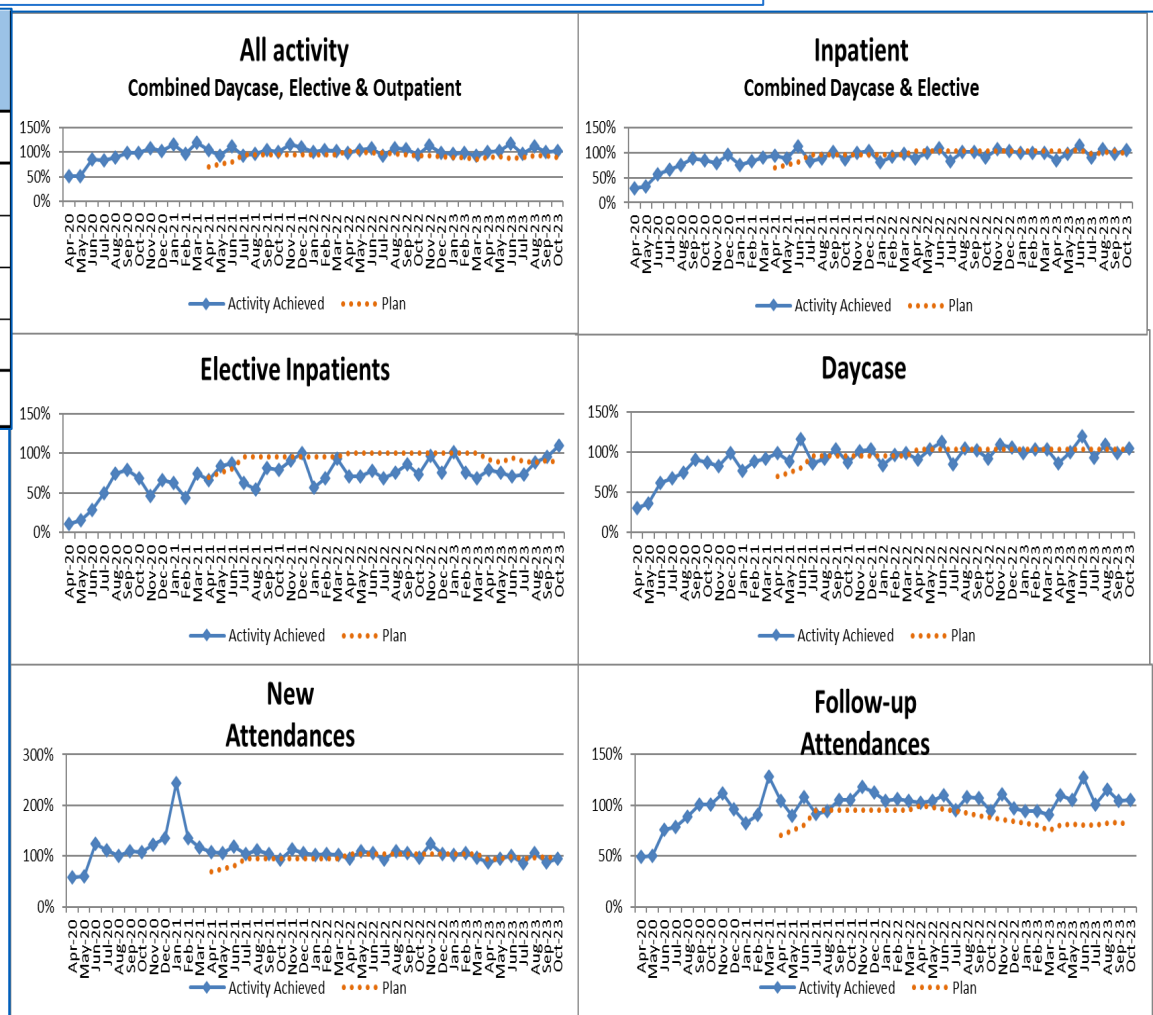 All activity
Combined Daycase, Elective & Outpatient
150%
100%
50%
0%
Apr-20 May-20 Jun-20 Jul-20 Aug-20 Sep-20 Oct-20 Nov-20 Dec-20 Jan-21 Feb-21 Mar-21 Apr-21 May-21 Jun-21 Jul-21 Aug-21 Sep-21 Oct-21 Nov-21 Dec-21 Jan-22 Feb-22 Mar-22 Apr-22 May-22 Jun-22 Jul-22 Aug-22 Sep-22 Oct-22 Nov-22 Dec-22 Jan-23 Feb-23 Mar-23 Apr-23 May-23 Jun-23 Jul-23 Aug-23 Sep-23 Oct-23
Activity Achieved Plan
Inpatient
Combined Daycase & Elective
150%
100%
50%
0%
Apr-20 May-20 Jun-20 Jul-20 Aug-20 Sep-20 Oct-20 Nov-20 Dec-20 Jan-21 Feb-21 Mar-21 Apr-21 May-21 Jun-21 Jul-21 Aug-21 Sep-21 Oct-21 Nov-21 Dec-21 Jan-22 Feb-22 Mar-22 Apr-22 May-22 Jun-22 Jul-22 Aug-22 Sep-22 Oct-22 Nov-22 Dec-22 Jan-23 Feb-23 Mar-23 Apr-23 May-23 Jun-23 Jul-23 Aug-23 Sep-23 Oct-23
Activity Achieved Plan
Elective Inpatients
150%
100%
50%
0%
Apr-20 May-20 Jun-20 Jul-20 Aug-20 Sep-20 Oct-20 Nov-20 Dec-20 Jan-21 Feb-21 Mar-21 Apr-21 May-21 Jun-21 Jul-21 Aug-21 Sep-21 Oct-21 Nov-21 Dec-21 Jan-22 Feb-22 Mar-22 Apr-22 May-22 Jun-22 Jul-22 Aug-22 Sep-22 Oct-22 Nov-22 Dec-22 Jan-23 Feb-23 Mar-23 Apr-23 May-23 Jun-23 Jul-23 Aug-23 Sep-23 Oct-23
Activity Achieved Plan
Daycase
150%
100%
50%
0%
Apr-20 May-20 Jun-20 Jul-20 Aug-20 Sep-20 Oct-20 Nov-20 Dec-20 Jan-21 Feb-21 Mar-21 Apr-21 May-21 Jun-21 Jul-21 Aug-21 Sep-21 Oct-21 Nov-21 Dec-21 Jan-22 Feb-22 Mar-22 Apr-22 May-22 Jun-22 Jul-22 Aug-22 Sep-22 Oct-22 Nov-22 Dec-22 Jan-23 Feb-23 Mar-23 Apr-23 May-23 Jun-23 Jul-23 Aug-23 Sep-23 Oct-23
Activity Achieved Plan
New
Attendances
300%
200%
100%
0%
Apr-20 May-20 Jun-20 Jul-20 Aug-20 Sep-20 Oct-20 Nov-20 Dec-20 Jan-21 Feb-21 Mar-21 Apr-21 May-21 Jun-21 Jul-21 Aug-21 Sep-21 Oct-21 Nov-21 Dec-21 Jan-22 Feb-22 Mar-22 Apr-22 May-22 Jun-22 Jul-22 Aug-22 Sep-22 Oct-22 Nov-22 Dec-22 Jan-23 Feb-23 Mar-23 Apr-23 May-23 Jun-23 Jul-23 Aug-23 Sep-23 Oct-23
Activity Achieved Plan
Follow-up
Attendances
150%
100%
50%
0%
Apr-20 May-20 Jun-20 Jul-20 Aug-20 Sep-20 Oct-20 Nov-20 Dec-20 Jan-21 Feb-21 Mar-21 Apr-21 May-21 Jun-21 Jul-21 Aug-21 Sep-21 Oct-21 Nov-21 Dec-21 Jan-22 Feb-22 Mar-22 Apr-22 May-22 Jun-22 Jul-22 Aug-22 Sep-22 Oct-22 Nov-22 Dec-22 Jan-23 Feb-23 Mar-23 Apr-23 May-23 Jun-23 Jul-23 Aug-23 Sep-23 Oct-23
Activity Achieved Plan